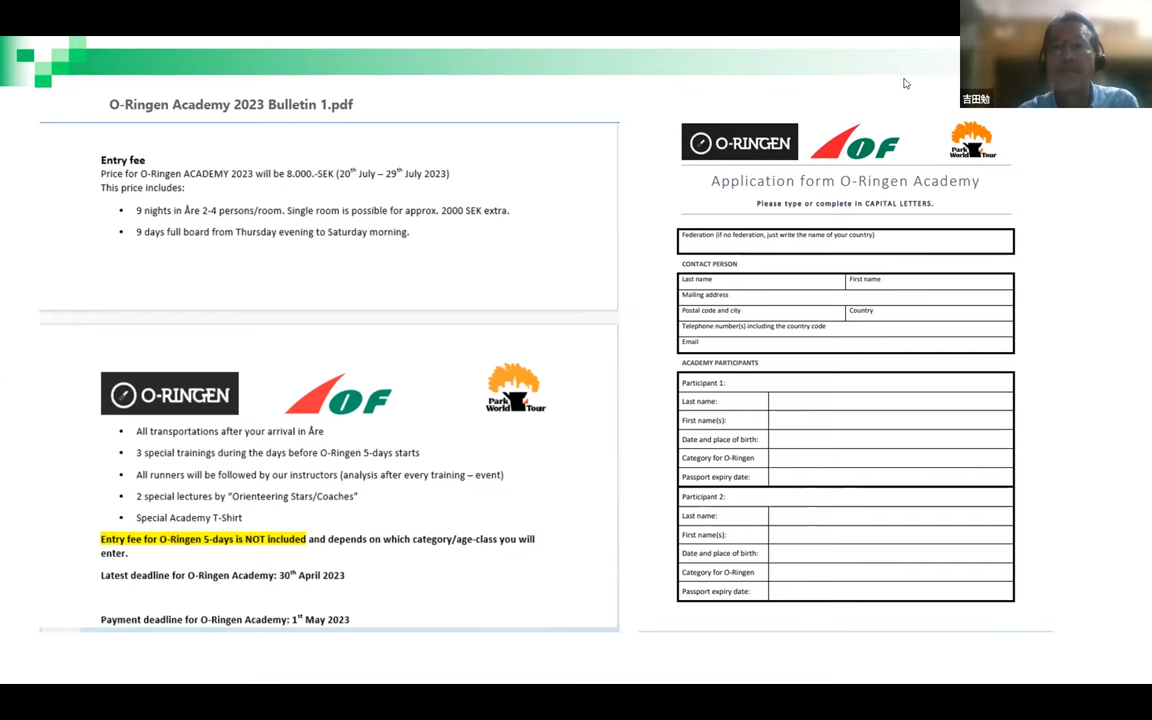 吉田勉
O-Ringen Academy 2023 Bulletin 1.pdf
Entry fee
Price for O-Ringen ACADEMY 2023 will be 8.000.-SEK (20th July – 29th July 2023)
This price includes:
• 9 nights in Åre 2-4 persons/room. Single room is possible for approx. 2000 SEK extra.
• 9 days full board from Thursday evening to Saturday morning.
O-RINGEN
IOF
Park World Tour
• All transportations after your arrival in Åre
• 3 special trainings during the days before O-Ringen 5-days starts
• All runners will be followed by our instructors (analysis after every training – event)
• 2 special lectures by “Orienteering Stars/Coaches”
• Special Academy T-Shirt
Entry fee for O-Ringen 5-days is NOT included and depends on which category/age-class you will
enter.
Latest deadline for O-Ringen Academy: 30th April 2023
Payment deadline for O-Ringen Academy: 1st May 2023
O-RINGEN
IOF
Park
World Tour
Application form O-Ringen Academy
Please type or complete in CAPITAL LETTERS.
Federation (if no federation, just write the name of your country)
CONTACT PERSON
Last name
First name
Mailing address
Postal code and city
Country
Telephone number(s) including the country code
Email
ACADEMY PARTICIPANTS
Participant 1:
Last name:
First name(s):
Date and place of birth:
Category for O-Ringen
Passport expiry date:
Participant 2:
Last name:
First name(s):
Date and place of birth:
Category for O-Ringen
Passport expiry date: